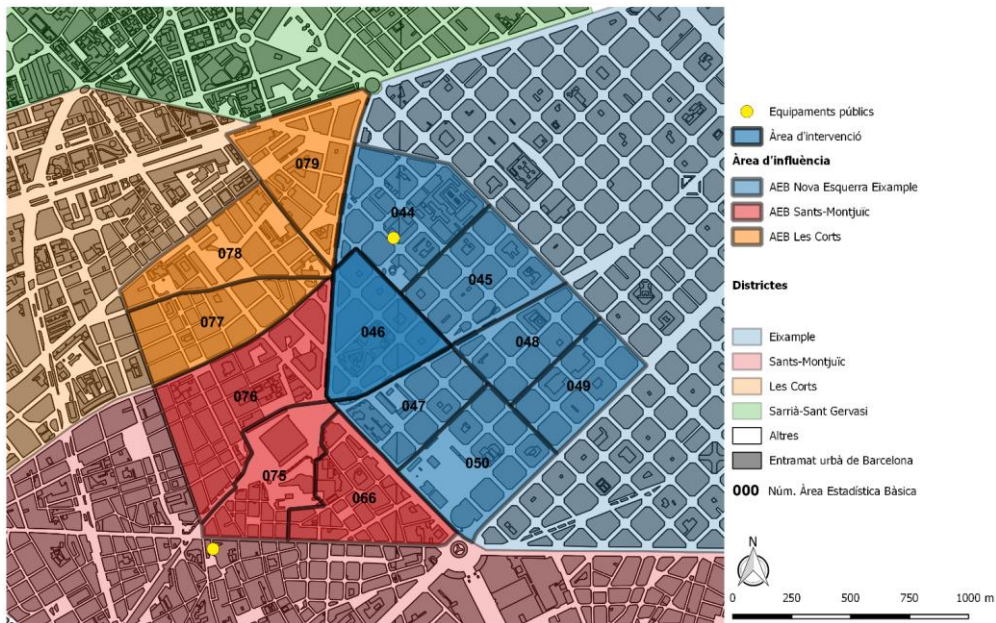 079
044
078
045
077
046
048
049
076
047
050
075
066
Equipaments públics
Àrea d'intervenció
Àrea d'influència
AEB Nova Esquerra Eixample
AEB Sants-Montjuïc
AEB Les Corts
Districtes
Eixample
Sants-Montjuïc
Les Corts
Sarrià-Sant Gervasi
Altres
Entramat urbà de Barcelona
000 Núm. Àrea Estadística Bàsica
N
0 250 500 750 1000 m